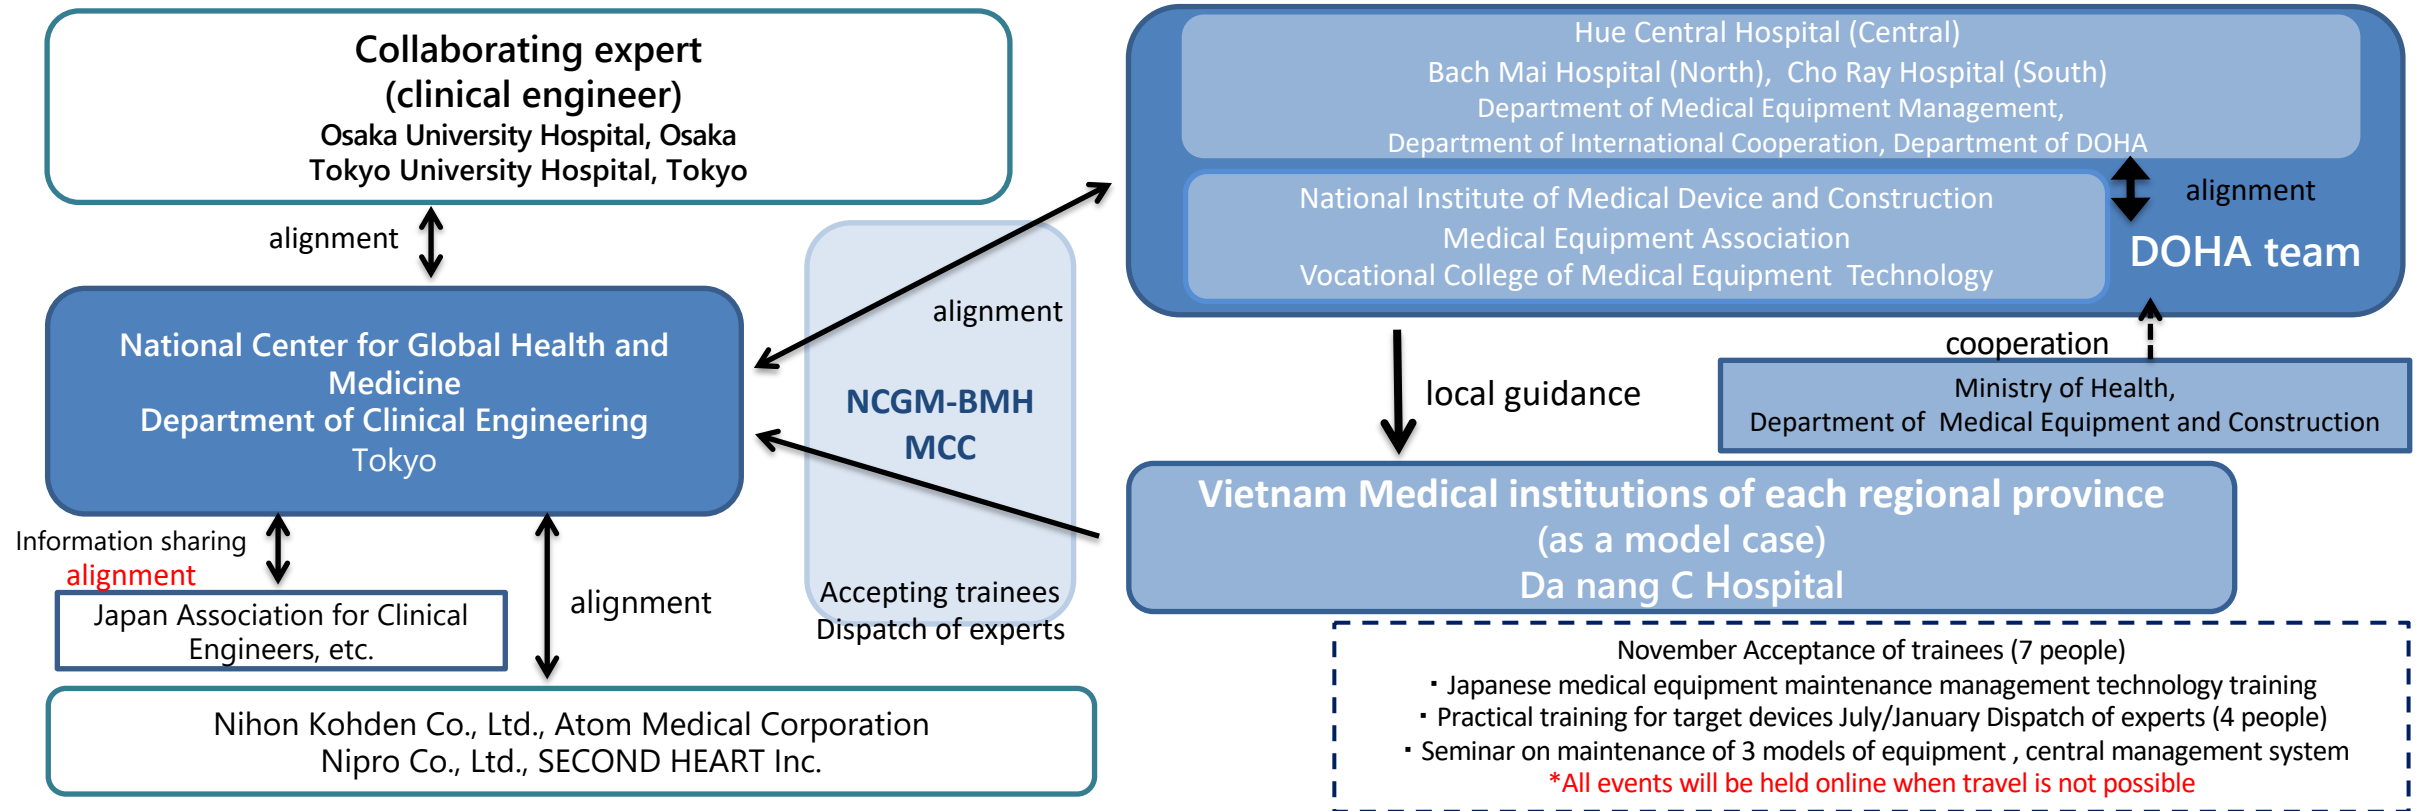 Collaborating expert
(clinical engineer)
Osaka University Hospital, Osaka
Tokyo University Hospital, Tokyo
alignment
National Center for Global Health and
Medicine
Department of Clinical Engineering
Tokyo
Information sharing
alignment
Japan Association for Clinical
Engineers, etc.
alignment
Nihon Kohden Co., Ltd., Atom Medical Corporation
Nipro Co., Ltd., SECOND HEART Inc.
alignment
NCGM-BMH
MCC
Accepting trainees
Dispatch of experts
Hue Central Hospital (Central)
Bach Mai Hospital (North), Cho Ray Hospital (South)
Department of Medical Equipment Management,
Department of International Cooperation, Department of DOHA
National Institute of Medical Device and Construction
Medical Equipment Association
Vocational College of Medical Equipment Technology
alignment
DOHA team
cooperation
Ministry of Health,
Department of Medical Equipment and Construction
local guidance
Vietnam Medical institutions of each regional province
(as a model case)
Da nang C Hospital
November Acceptance of trainees (7 people)
・Japanese medical equipment maintenance management technology training
・Practical training for target devices July/January Dispatch of experts (4 people)
・Seminar on maintenance of 3 models of equipment , central management system
*All events will be held online when travel is not possible